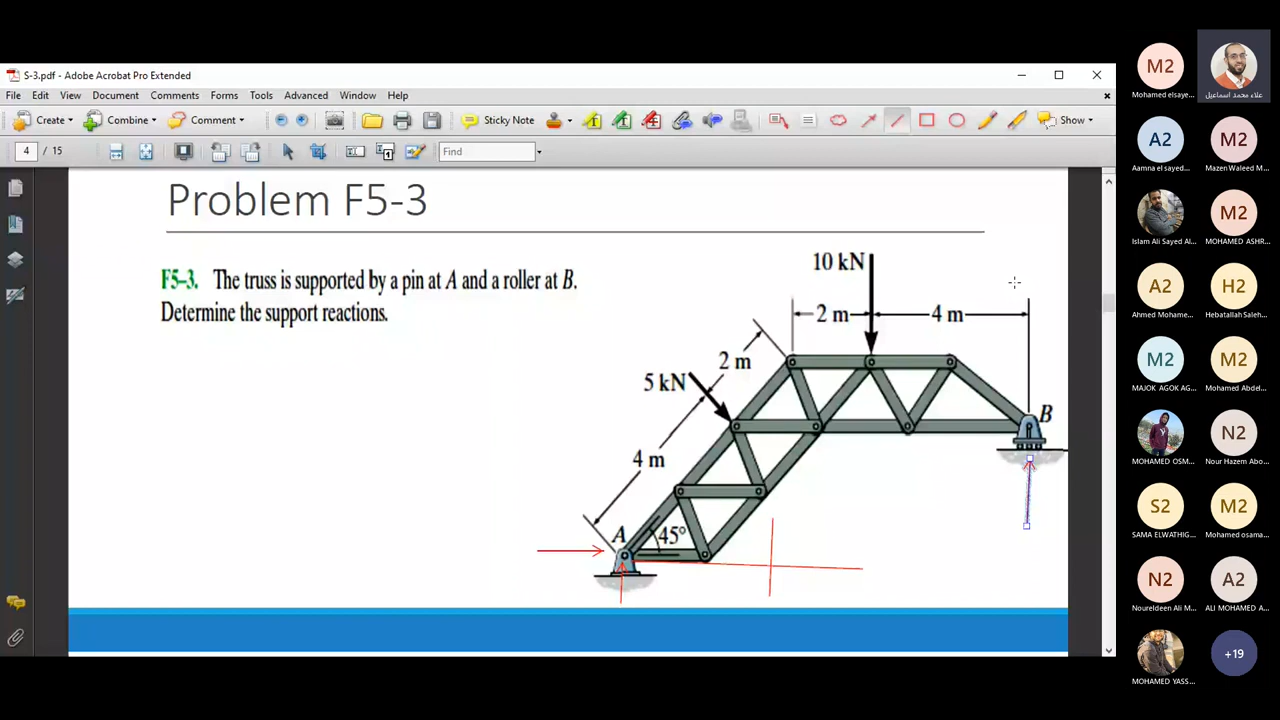 S-3.pdf - Adobe Acrobat Pro Extended
File Edit View Document Comments Forms Tools Advanced Window Help
Create Combine Comment Sticky Note Show
4 / 15 Find
Problem F5-3
F5–3. The truss is supported by a pin at A and a roller at B.
Determine the support reactions.
10 kN
2 m 4 m
2 m
5 kN
4 m
A
45°
B
M2
Mohamed elsaye...
علاء محمد اسماعيل
A2
Aamna el sayed...
M2
Mazen Waleed M...
Islam Ali Sayed Al...
M2
MOHAMED ASHR...
A2
Ahmed Mohame...
H2
Hebatallah Saleh...
M2
MAJOK AGOK AG...
M2
Mohamed Abdel...
MOHAMED OSM...
N2
Nour Hazem Abo...
S2
SAMA ELWATHIG...
M2
Mohamed osama...
N2
Noureldeen Ali M...
A2
ALI MOHAMED A...
MOHAMED YASS...
+19